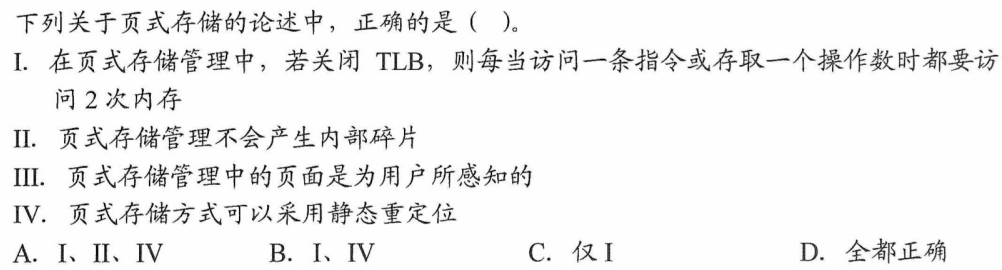 下列关于页式存储的论述中，正确的是（ ）。
I. 在页式存储管理中，若关闭 TLB，则每当访问一条指令或存取一个操作数时都要访
问 2 次内存
II. 页式存储管理不会产生内部碎片
III. 页式存储管理中的页面是为用户所感知的
IV. 页式存储方式可以采用静态重定位
A. I、II、IV B. I、IV C. 仅 I D. 全都正确